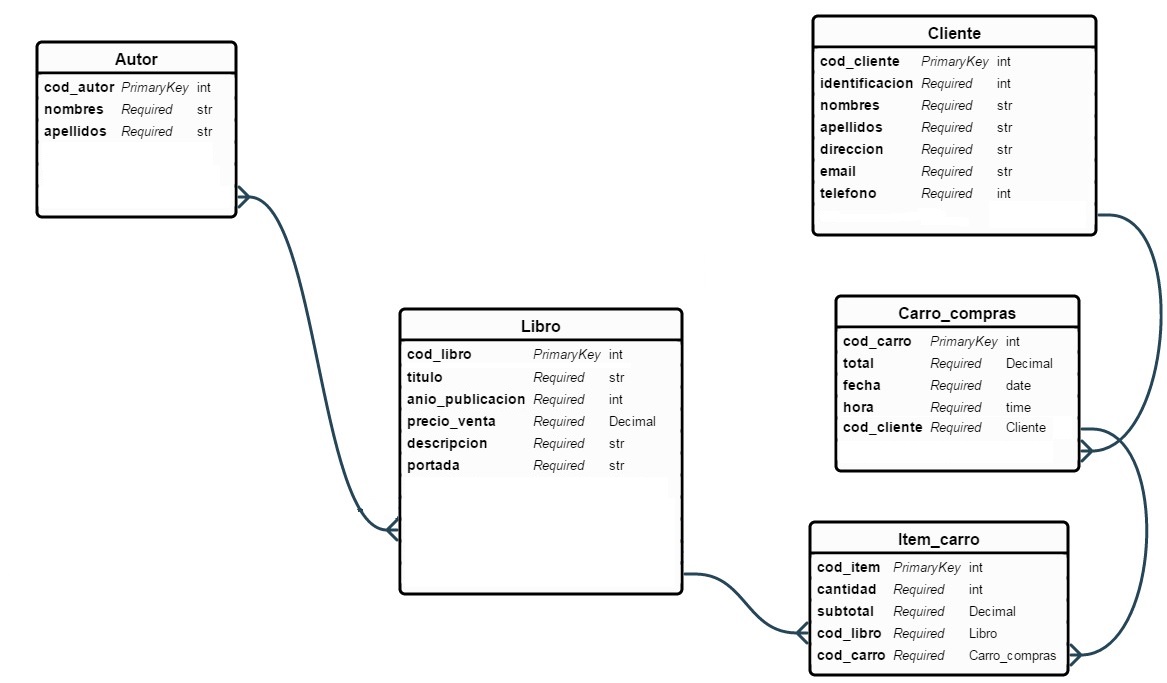 Autor
cod_autor PrimaryKey int
nombres Required str
apellidos Required str
Cliente
cod_cliente PrimaryKey int
identificacion Required int
nombres Required str
apellidos Required str
direccion Required str
email Required str
telefono Required int
Libro
cod_libro PrimaryKey int
titulo Required str
anio_publicacion Required int
precio_venta Required Decimal
descripcion Required str
portada Required str
Carro_compras
cod_carro PrimaryKey int
total Required Decimal
fecha Required date
hora Required time
cod_cliente Required Cliente
Item_carro
cod_item PrimaryKey int
cantidad Required int
subtotal Required Decimal
cod_libro Required Libro
cod_carro Required Carro_compras